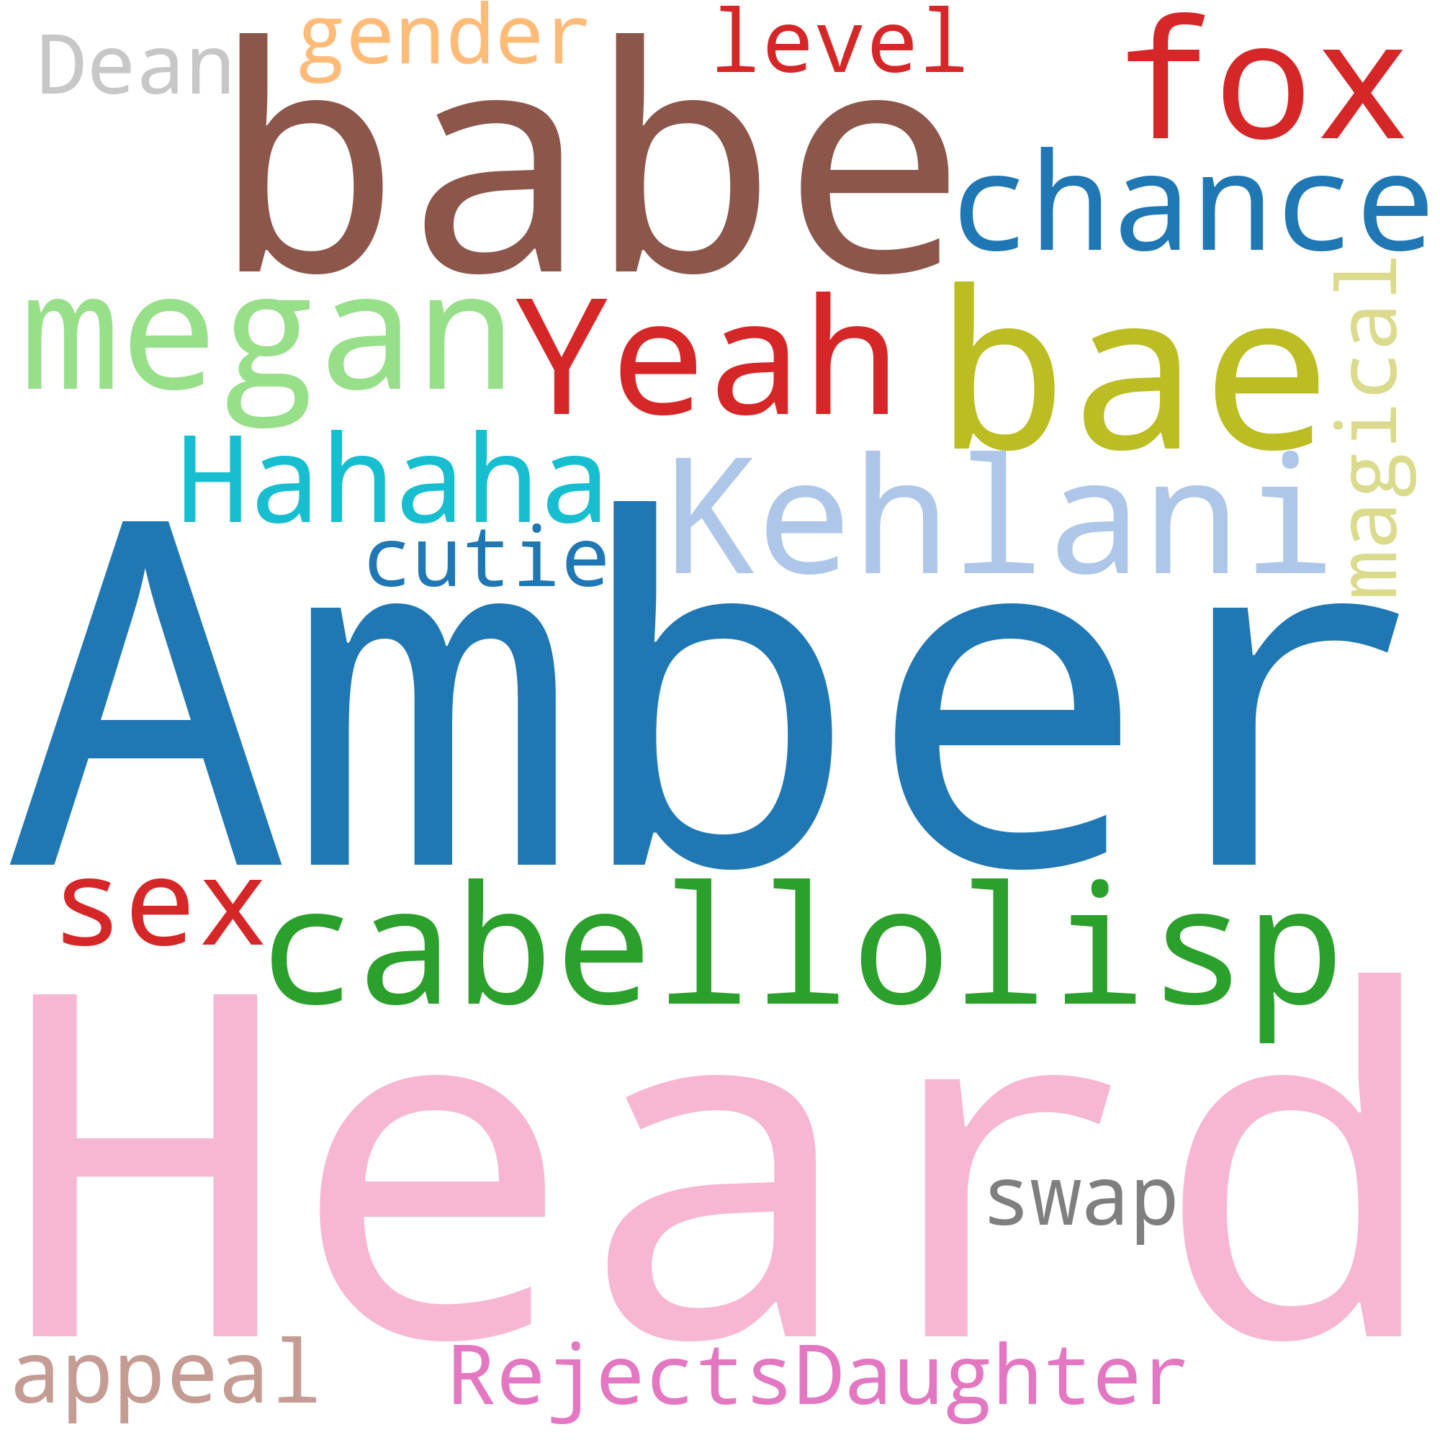 Dean
gender
level
fox
babe
chance
megan
Yeah
bae
magical
Hahaha
Kehlani
cutie
Amber
sex
cabellolisp
Heard
swap
appeal
RejectsDaughter